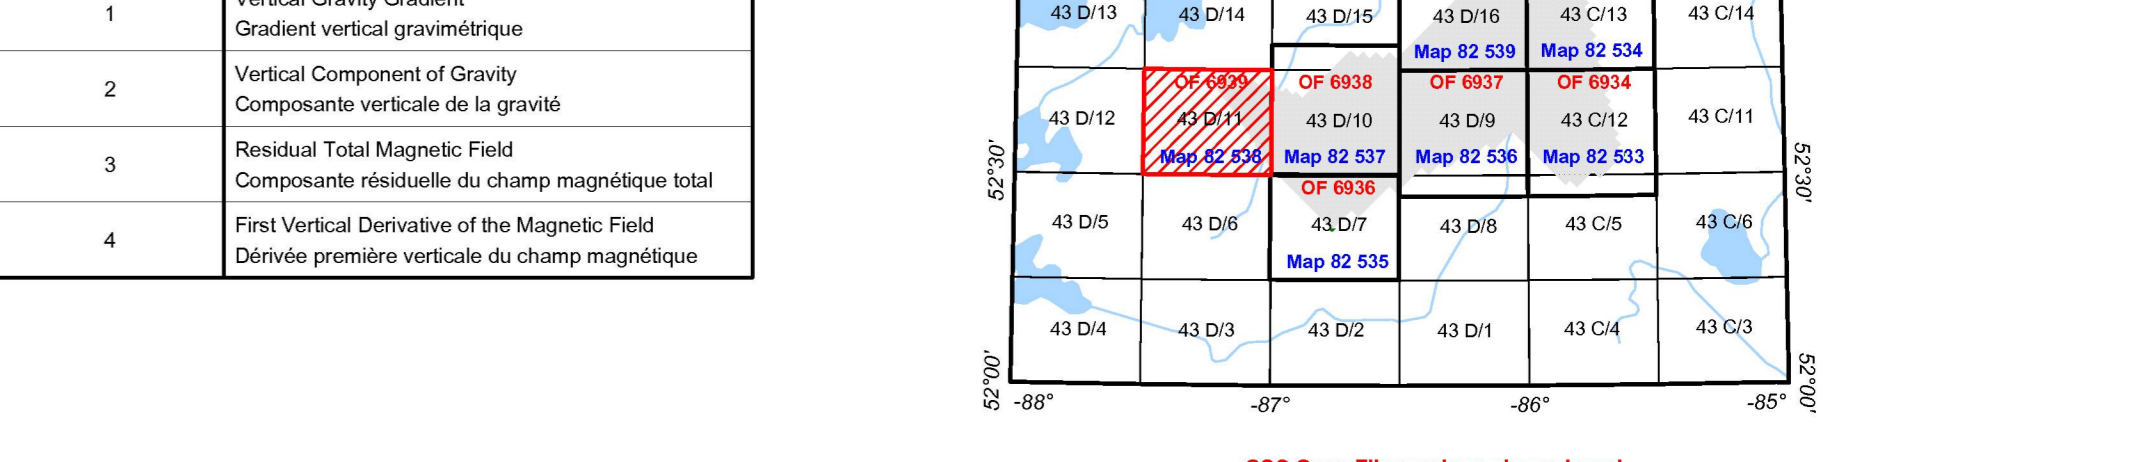 Vertical Gravity Gradient
1
Gradient vertical gravimétrique
2
Vertical Component of Gravity
Composante verticale de la gravité
3
Residual Total Magnetic Field
Composante résiduelle du champ magnétique total
4
First Vertical Derivative of the Magnetic Field
Dérivée première verticale du champ magnétique
43 D/13 43 D/14 43 D/15 43 D/16 43 C/13 43 C/14
Map 82 539 Map 82 534
OF 6939 OF 6938 OF 6937 OF 6934
43 D/12 43 D/11 43 D/10 43 D/9 43 C/12 43 C/11
Map 82 538 Map 82 537 Map 82 536 Map 82 533
52°30' 52°30'
OF 6936
43 D/5 43 D/6 43 D/7 43 D/8 43 C/5 43 C/6
Map 82 535
43 D/4 43 D/3 43 D/2 43 D/1 43 C/4 43 C/3
52°00' 52°00'
-88° -87° -86° -85°